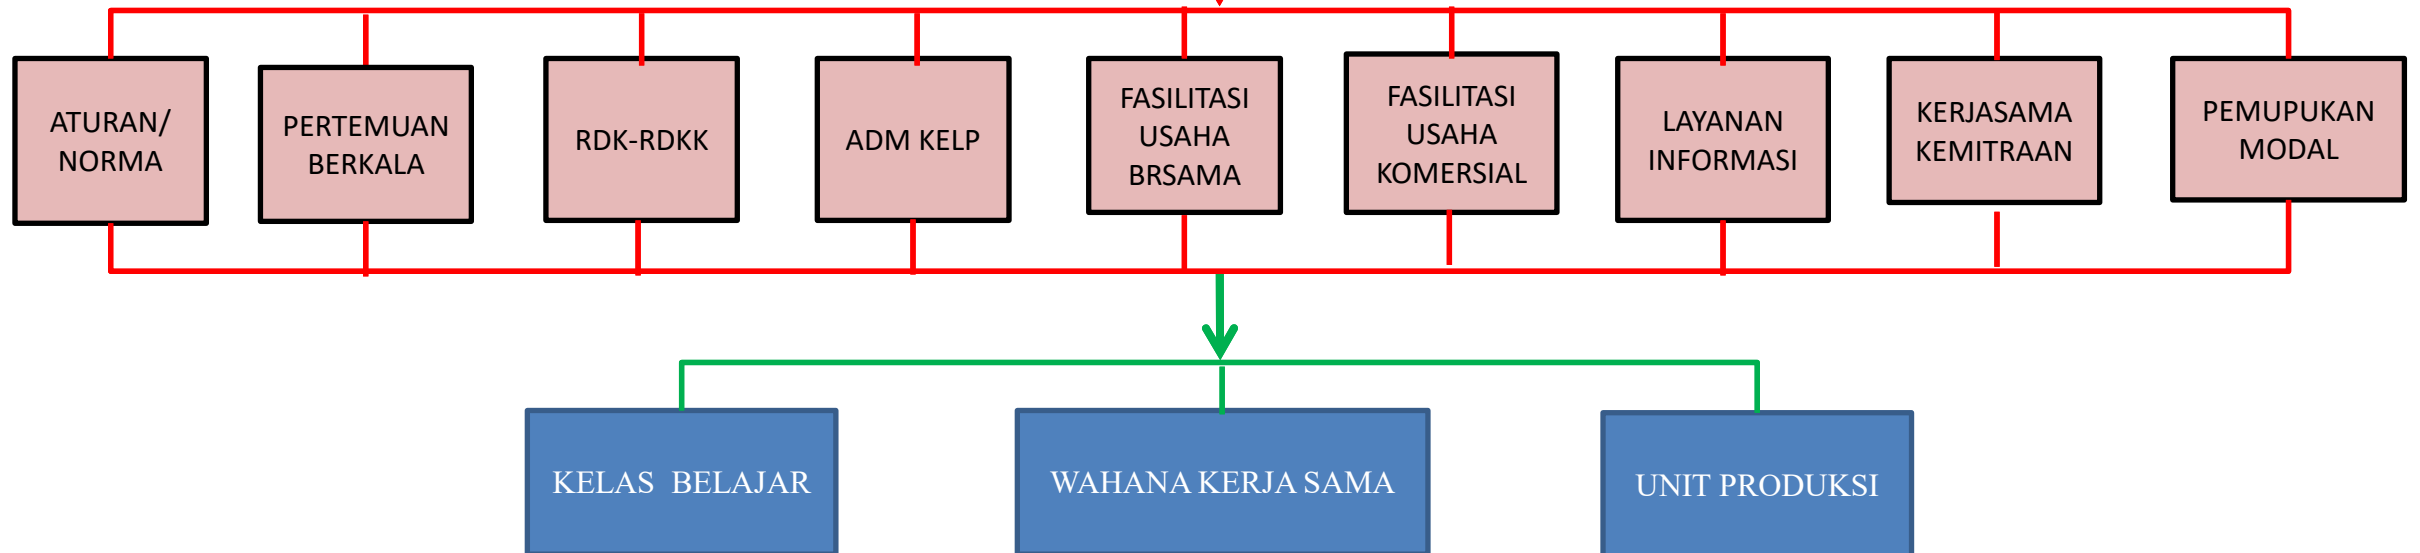 ATURAN/
NORMA
PERTEMUAN
BERKALA
RDK-RDKK
ADM KELP
FASILITASI
USAHA
BRSAMA
FASILITASI
USAHA
KOMERSIAL
LAYANAN
INFORMASI
KERJASAMA
KEMITRAAN
PEMUPUKAN
MODAL
KELAS BELAJAR
WAHANA KERJA SAMA
UNIT PRODUKSI